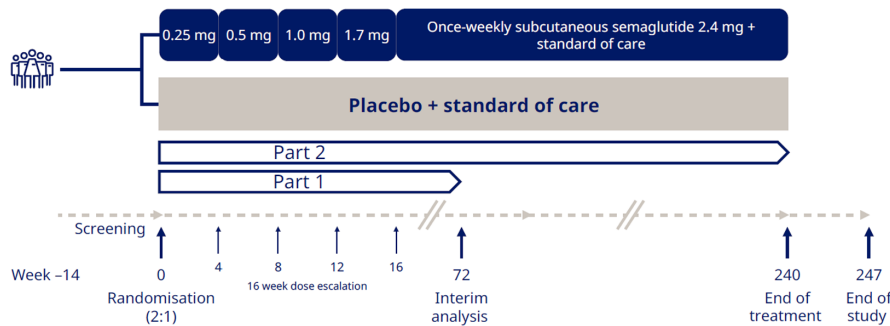 0.25 mg
0.5 mg
1.0 mg
1.7 mg
Once-weekly subcutaneous semaglutide 2.4 mg +
standard of care
Placebo + standard of care
Part 2
Part 1
Screening
Week –14
0
4
8
12
16
72
240
247
16 week dose escalation
Randomisation
(2:1)
Interim
analysis
End of
treatment
End of
study